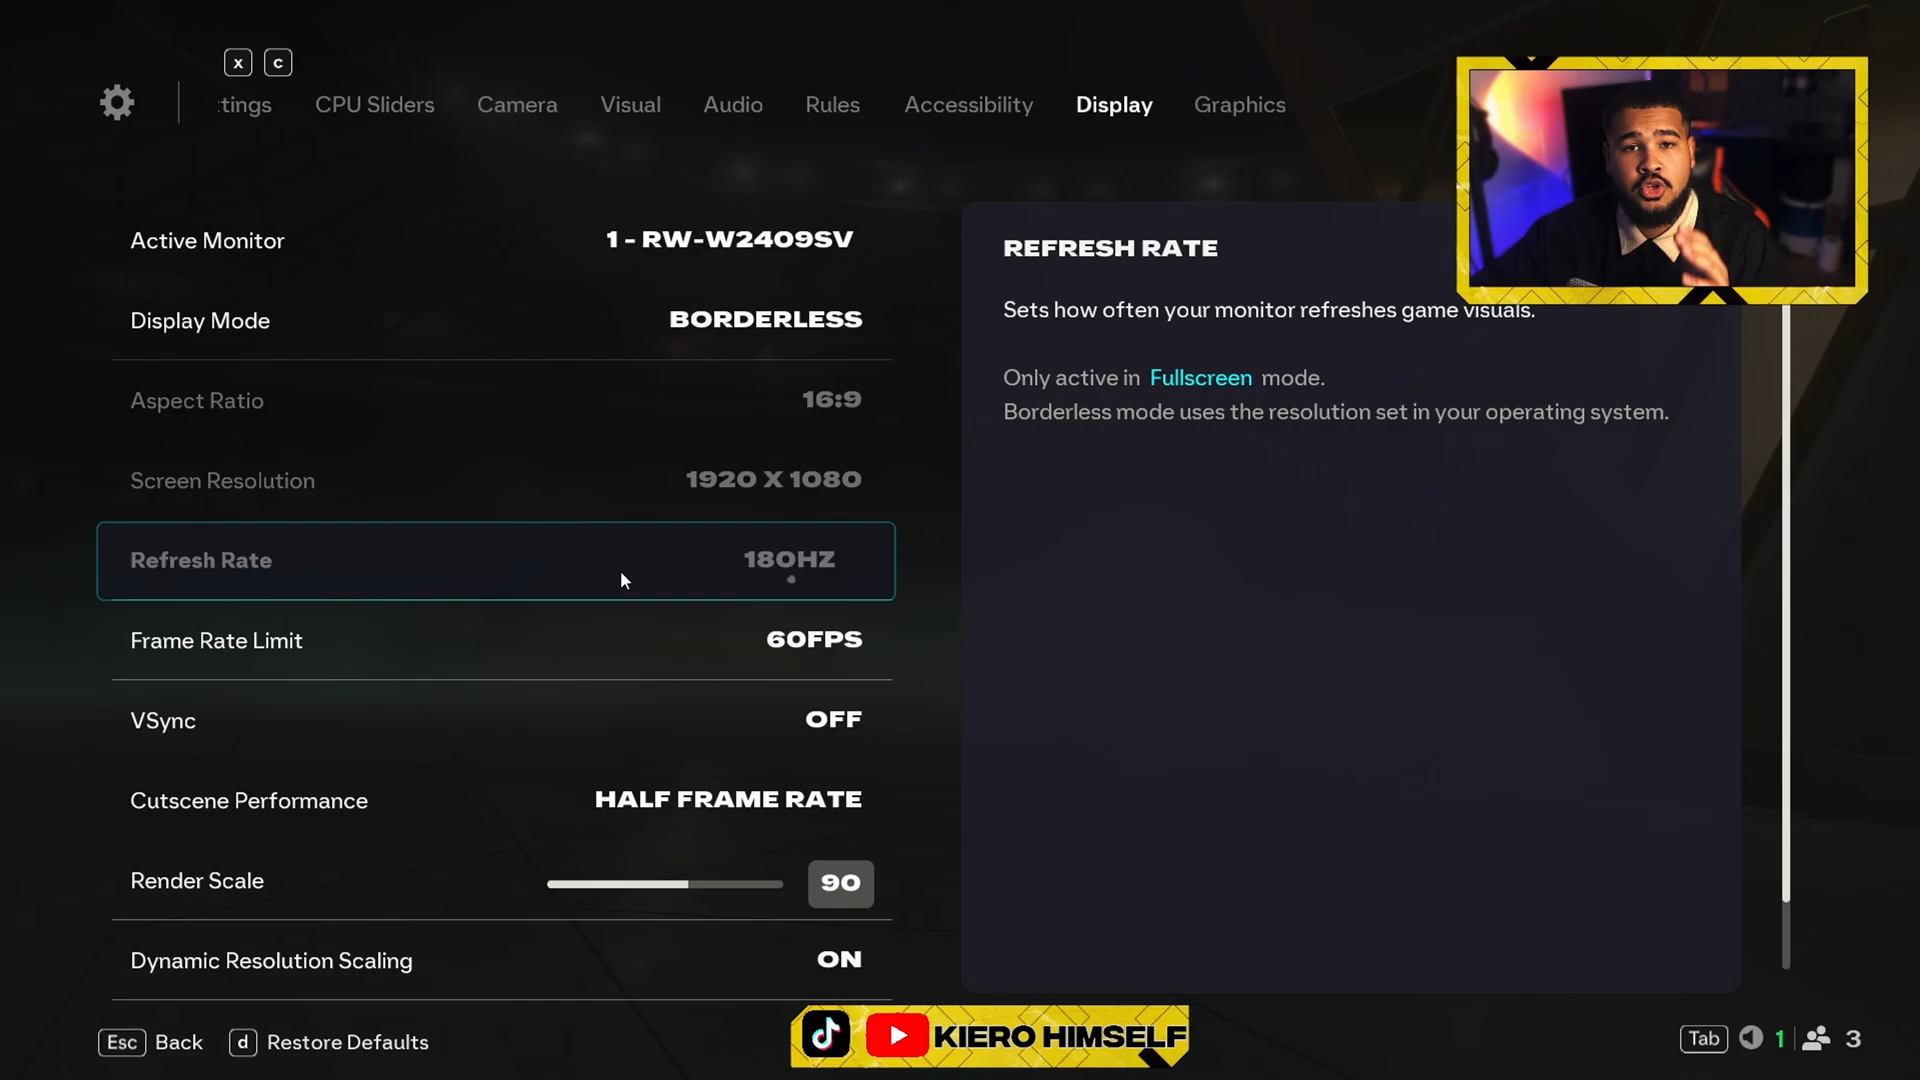 x c
:tings CPU Sliders Camera Visual Audio Rules Accessibility Display Graphics
Active Monitor 1 - RW-W2409SV
Display Mode BORDERLESS
Aspect Ratio 16:9
Screen Resolution 1920 X 1080
Refresh Rate 180HZ
Frame Rate Limit 60FPS
VSync OFF
Cutscene Performance HALF FRAME RATE
Render Scale 90
Dynamic Resolution Scaling ON
REFRESH RATE
Sets how often your monitor refreshes game visuals.
Only active in Fullscreen mode.
Borderless mode uses the resolution set in your operating system.
Esc Back d Restore Defaults
KIERO HIMSELF
Tab 1 3